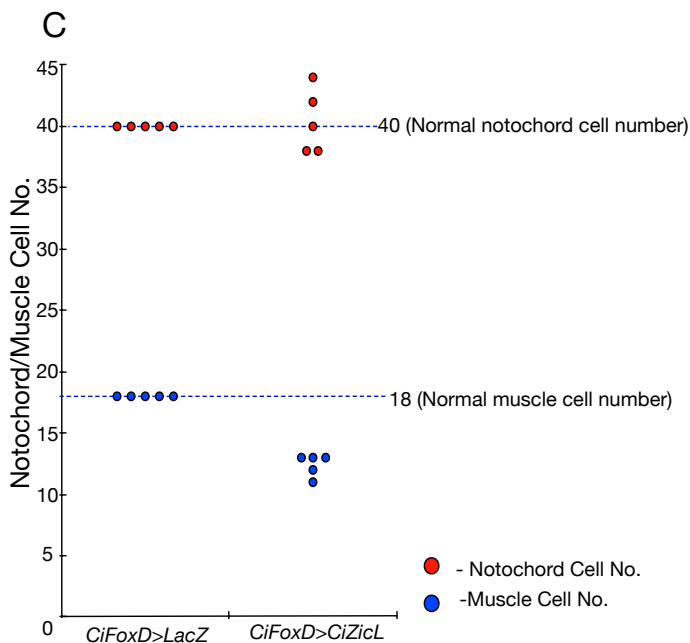 C
Notochord/Muscle Cell No.
45
40
35
30
25
20
15
10
5
0
40 (Normal notochord cell number)
18 (Normal muscle cell number)
CiFoxD>LacZ
CiFoxD>CiZicL
- Notochord Cell No.
-Muscle Cell No.